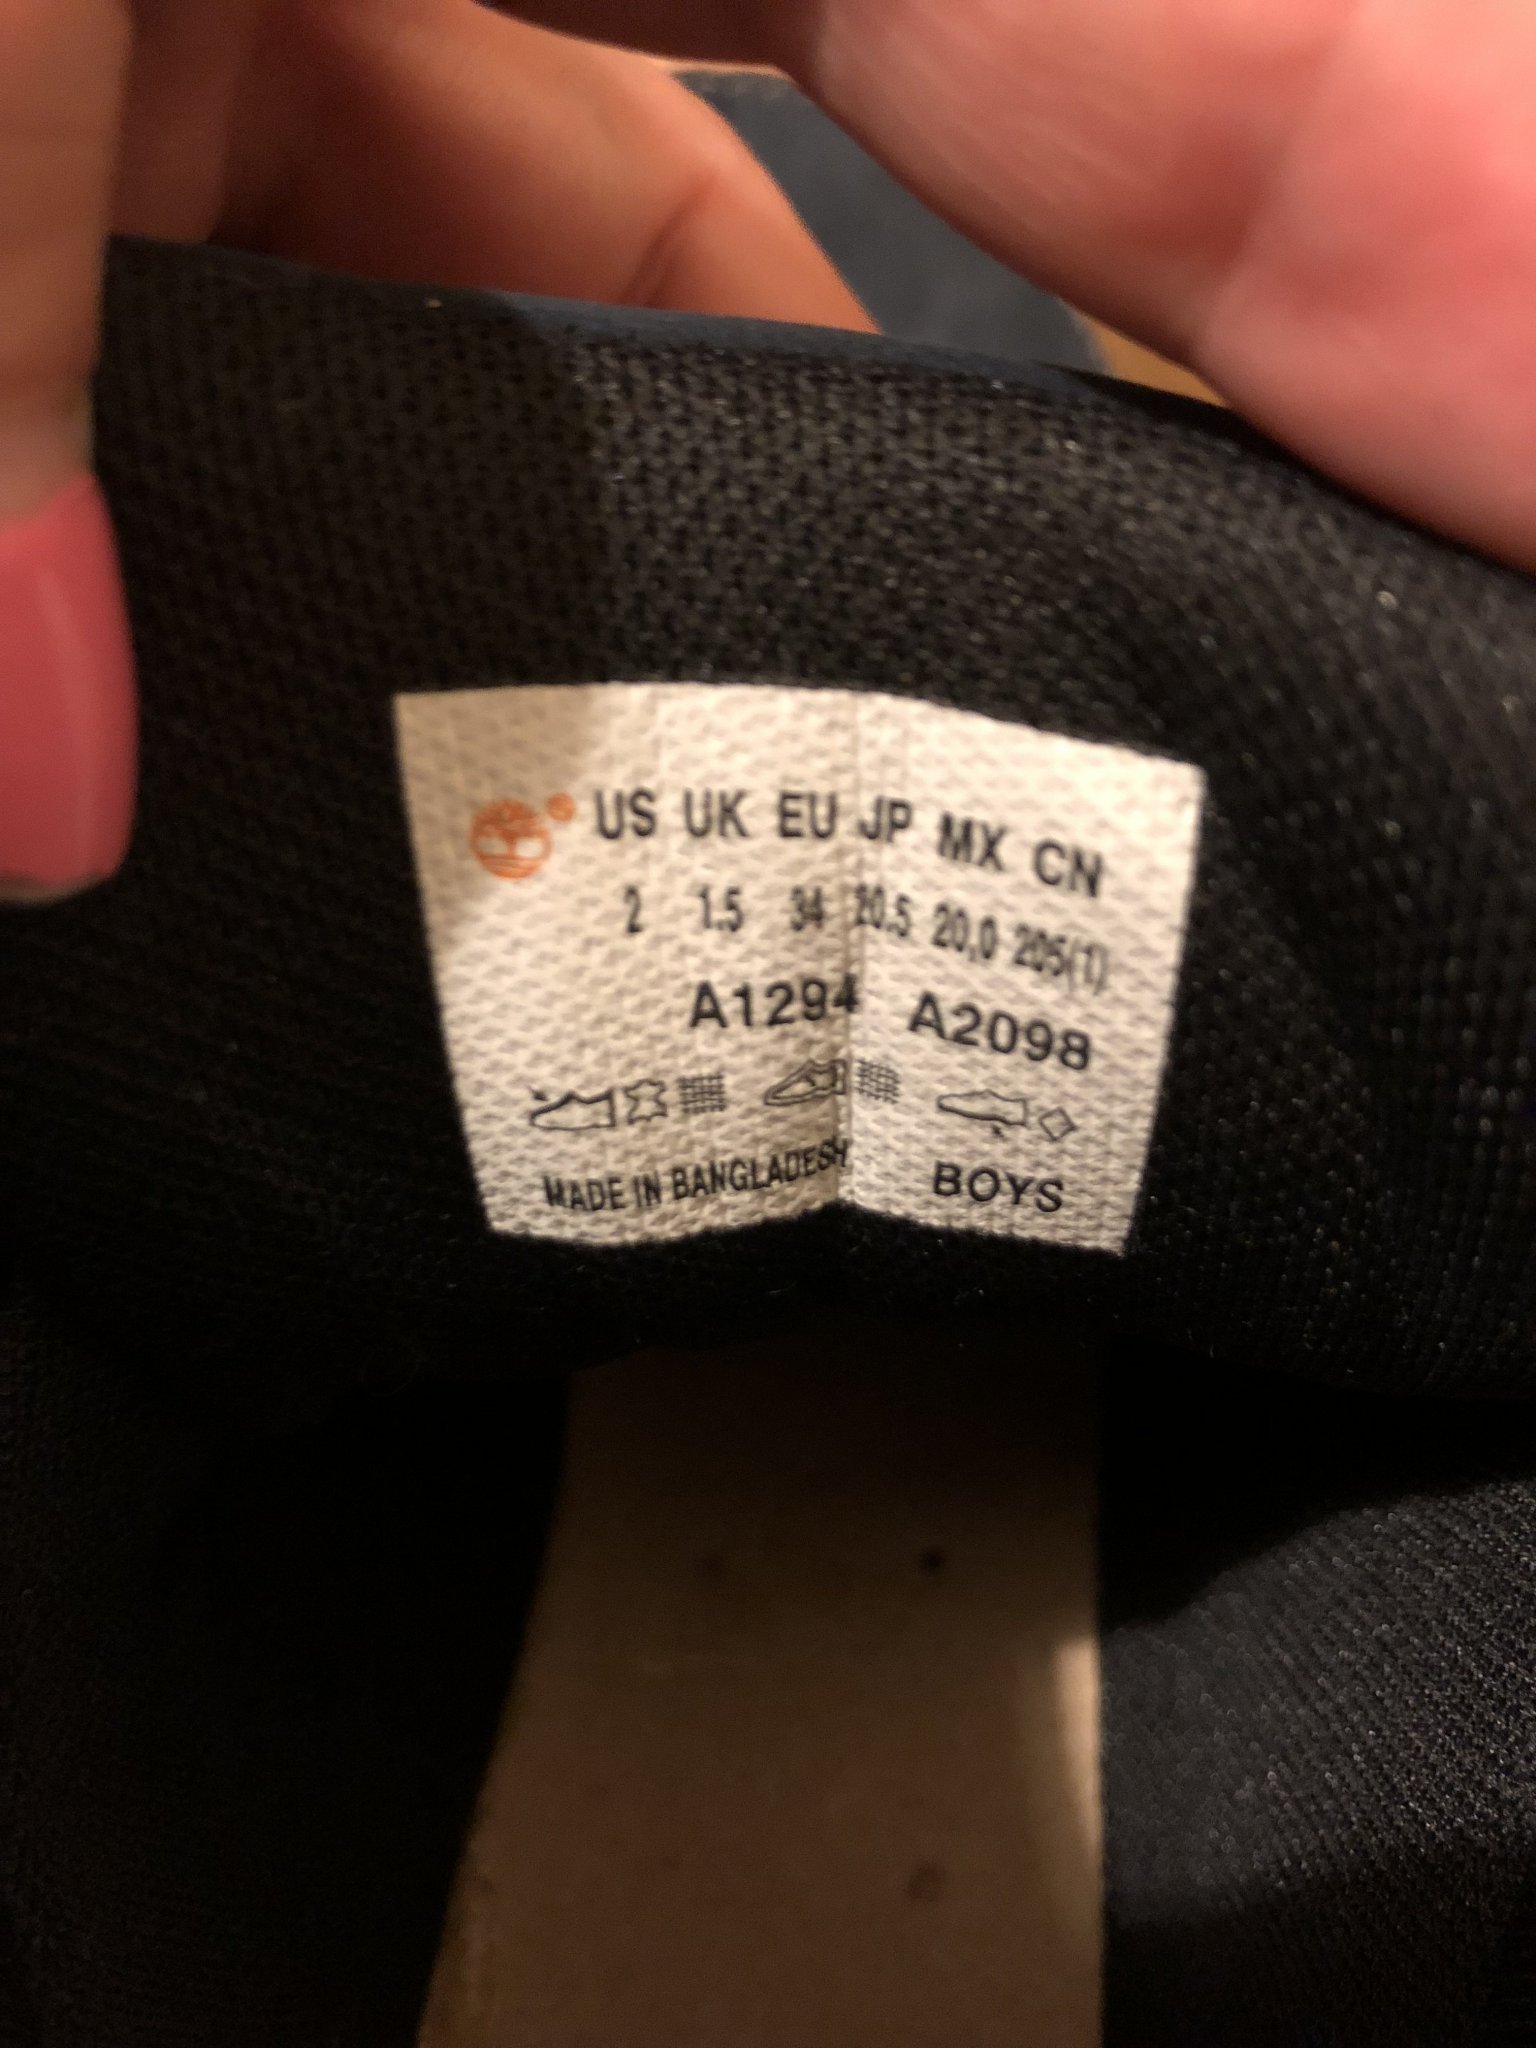 US UK EU JP MX CN
2 1.5 34 20.5 20,0 205(1)
A1294 A2098
MADE IN BANGLADESH BOYS